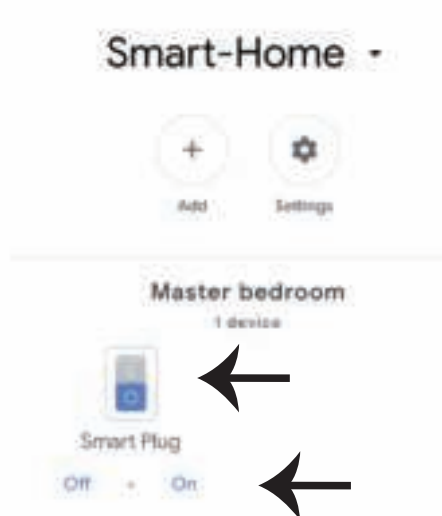 Smart-Home
Add Settings
Master bedroom
1 device
Smart Plug
Off • On